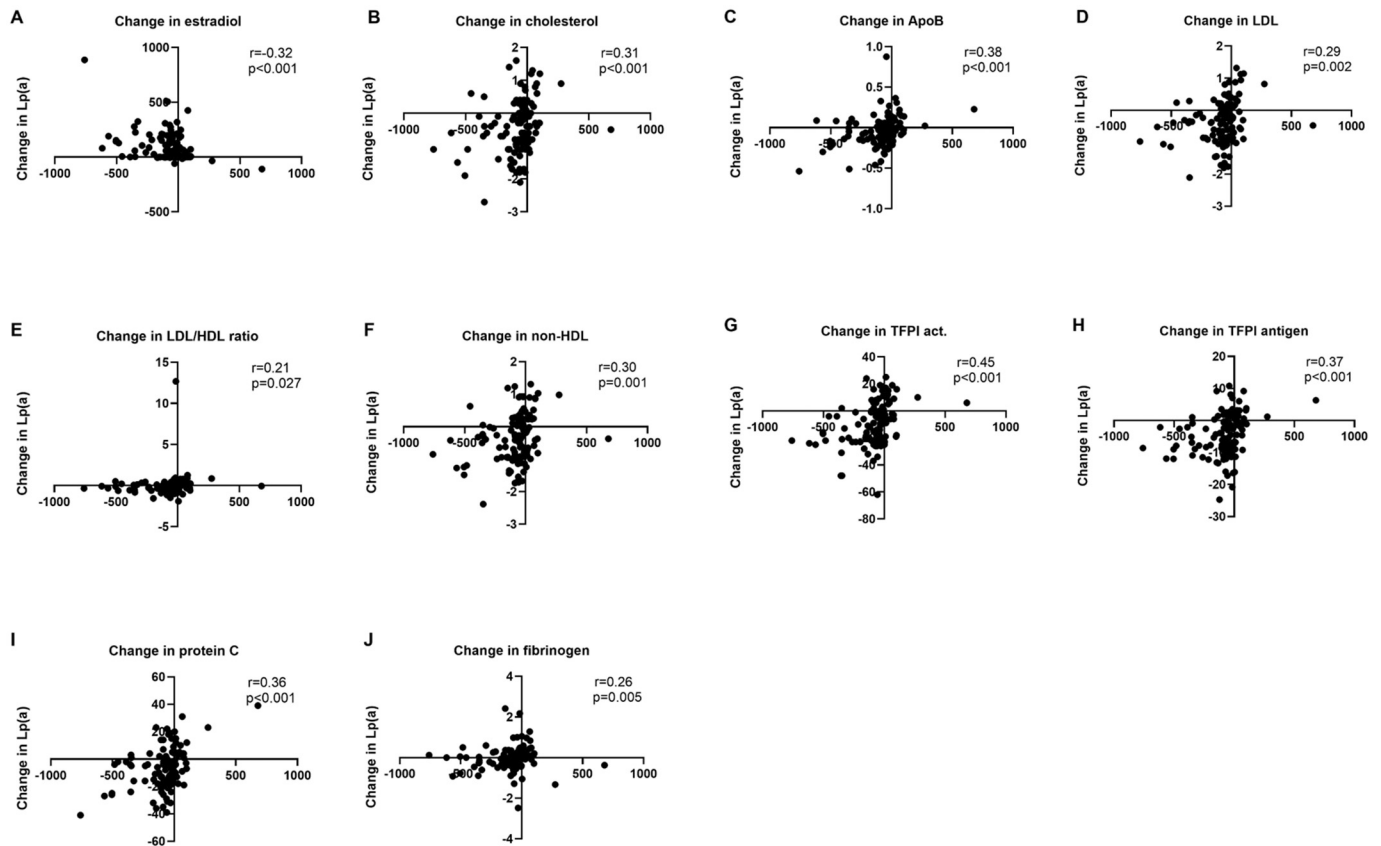 A
Change in estradiol
r=-0.32
p<0.001
Change in Lp(a)
1000
500
-1000 -500 500 1000
-500
B
Change in cholesterol
r=0.31
p<0.001
Change in Lp(a)
2
1
-1000 -500 500 1000
-2
-3
C
Change in ApoB
r=0.38
p<0.001
Change in Lp(a)
1.0
0.5
-1000 -500 500 1000
-0.5
-1.0
D
Change in LDL
r=0.29
p=0.002
Change in Lp(a)
2
1
-1000 -500 500 1000
-2
-3
E
Change in LDL/HDL ratio
r=0.21
p=0.027
Change in Lp(a)
15
10
5
-1000 -500 500 1000
-5
F
Change in non-HDL
r=0.30
p=0.001
Change in Lp(a)
2
1
-1000 -500 500 1000
-2
-3
G
Change in TFPI act.
r=0.45
p<0.001
Change in Lp(a)
40
20
-1000 -500 500 1000
-40
-60
-80
H
Change in TFPI antigen
r=0.37
p<0.001
Change in Lp(a)
20
10
-1000 -500 500 1000
-10
-20
-30
I
Change in protein C
r=0.36
p<0.001
Change in Lp(a)
60
40
20
-1000 -500 500 1000
-20
-40
-60
J
Change in fibrinogen
r=0.26
p=0.005
Change in Lp(a)
4
2
-1000 -500 500 1000
-2
-4